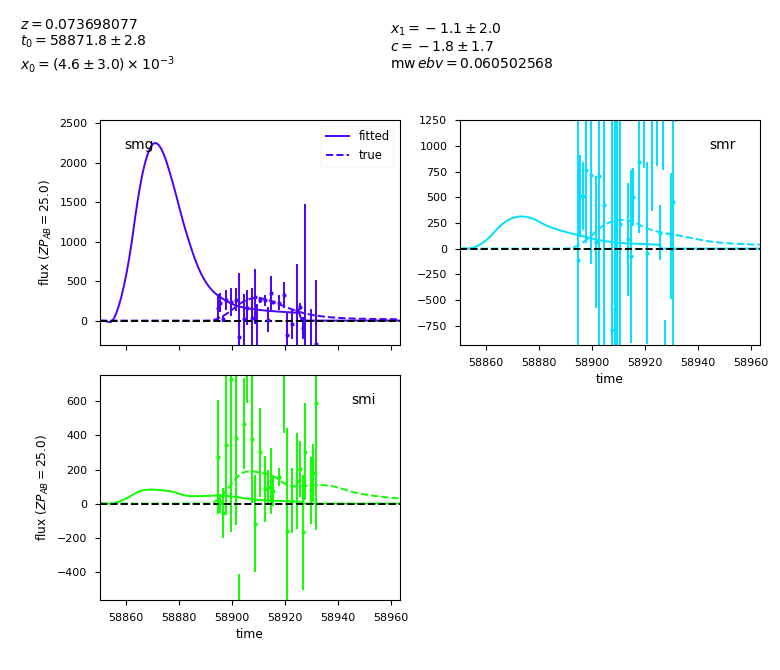 z = 0.073698077
t₀ = 58871.8 ± 2.8
x₀ = (4.6 ± 3.0) × 10⁻³
x₁ = −1.1 ± 2.0
c = −1.8 ± 1.7
mw ebv = 0.060502568
smg
fitted
true
2500
2000
1500
1000
500
0
flux (ZP_AB = 25.0)
smr
1250
1000
750
500
250
0
−250
−500
−750
58860 58880 58900 58920 58940 58960
time
smi
600
400
200
0
−200
−400
flux (ZP_AB = 25.0)
58860 58880 58900 58920 58940 58960
time